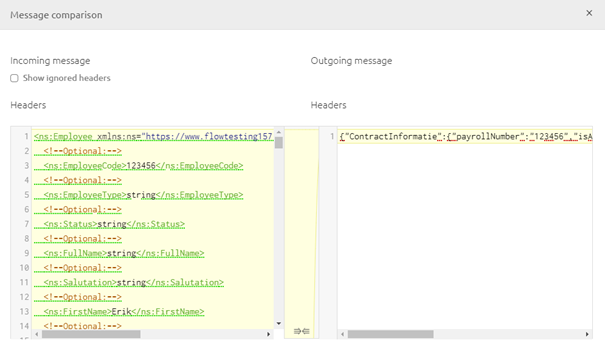 Message comparison ×
Incoming message
Outgoing message
Show ignored headers
Headers
Headers
1 <ns:Employee xmlns:ns="https://www.flowtesting157
2 <!--Optional:-->
3 <ns:EmployeeCode>123456</ns:EmployeeCode>
4 <!--Optional:-->
5 <ns:EmployeeType>string</ns:EmployeeType>
6 <!--Optional:-->
7 <ns:Status>string</ns:Status>
8 <!--Optional:-->
9 <ns:FullName>string</ns:FullName>
10 <!--Optional:-->
11 <ns:Salutation>string</ns:Salutation>
12 <!--Optional:-->
13 <ns:FirstName>Erik</ns:FirstName>
14 <!--Optional:-->
1 {"ContractInformatie":{"payrollNumber":"123456","isA